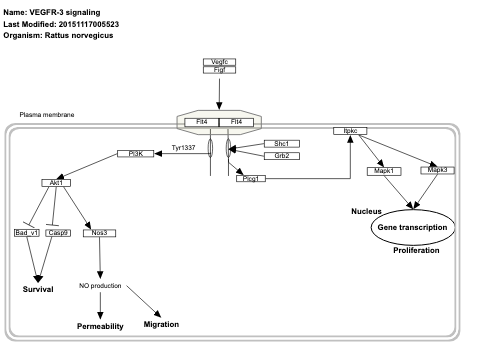 Name: VEGFR-3 signaling
Last Modified: 20151117005523
Organism: Rattus norvegicus
Vegfc
Figf
Plasma membrane
Flt4 Flt4
Itpkc
Tyr1337
Shc1
PI3K
Grb2
Mapk1 Mapk3
Plcg1
Akt1
Nucleus
Gene transcription
Bad_v1 Casp9 Nos3
Proliferation
NO production
Survival
Permeability Migration